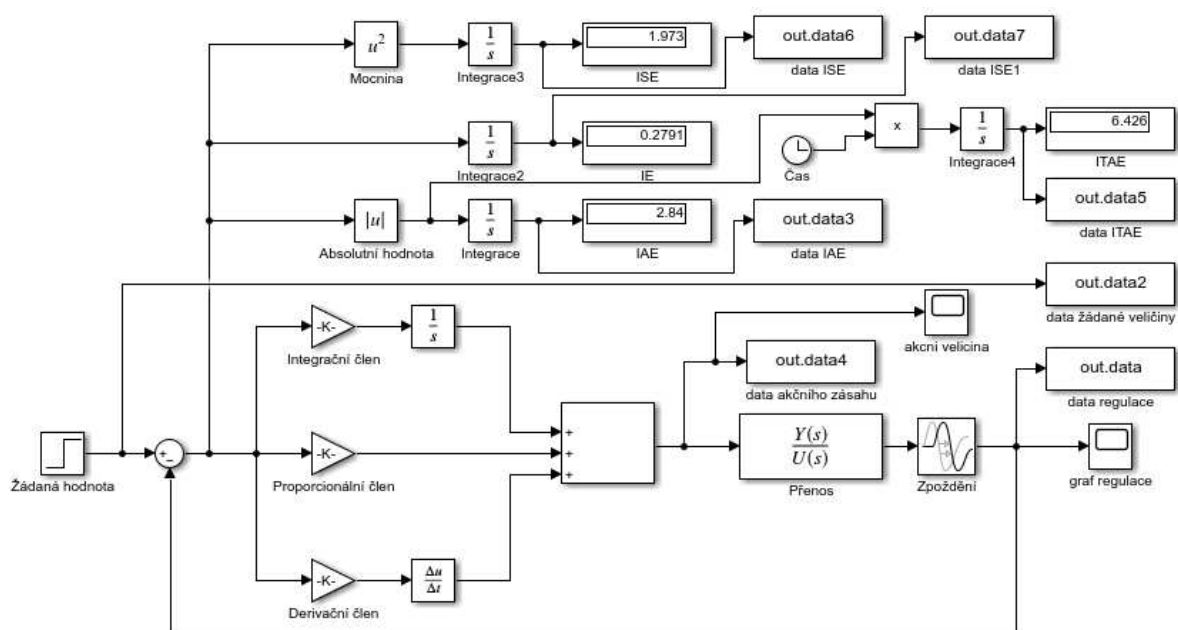 u²
Mocnina
1
s
Integrace3
1.973
ISE
out.data6
data ISE
out.data7
data ISE1
1
s
Integrace2
0.2791
IE
Čas
x
1
s
Integrace4
6.426
ITAE
|u|
Absolutní hodnota
1
s
Integrace
2.84
IAE
out.data3
data IAE
out.data5
data ITAE
out.data2
data žádané veličiny
-K-
Integrační člen
1
s
akcni velicina
out.data4
data akčního zásahu
out.data
data regulace
Žádaná hodnota
+
−
-K-
Proporcionální člen
+
+
+
Y(s)
U(s)
Přenos
Zpoždění
graf regulace
-K-
Derivační člen
Δu
Δt